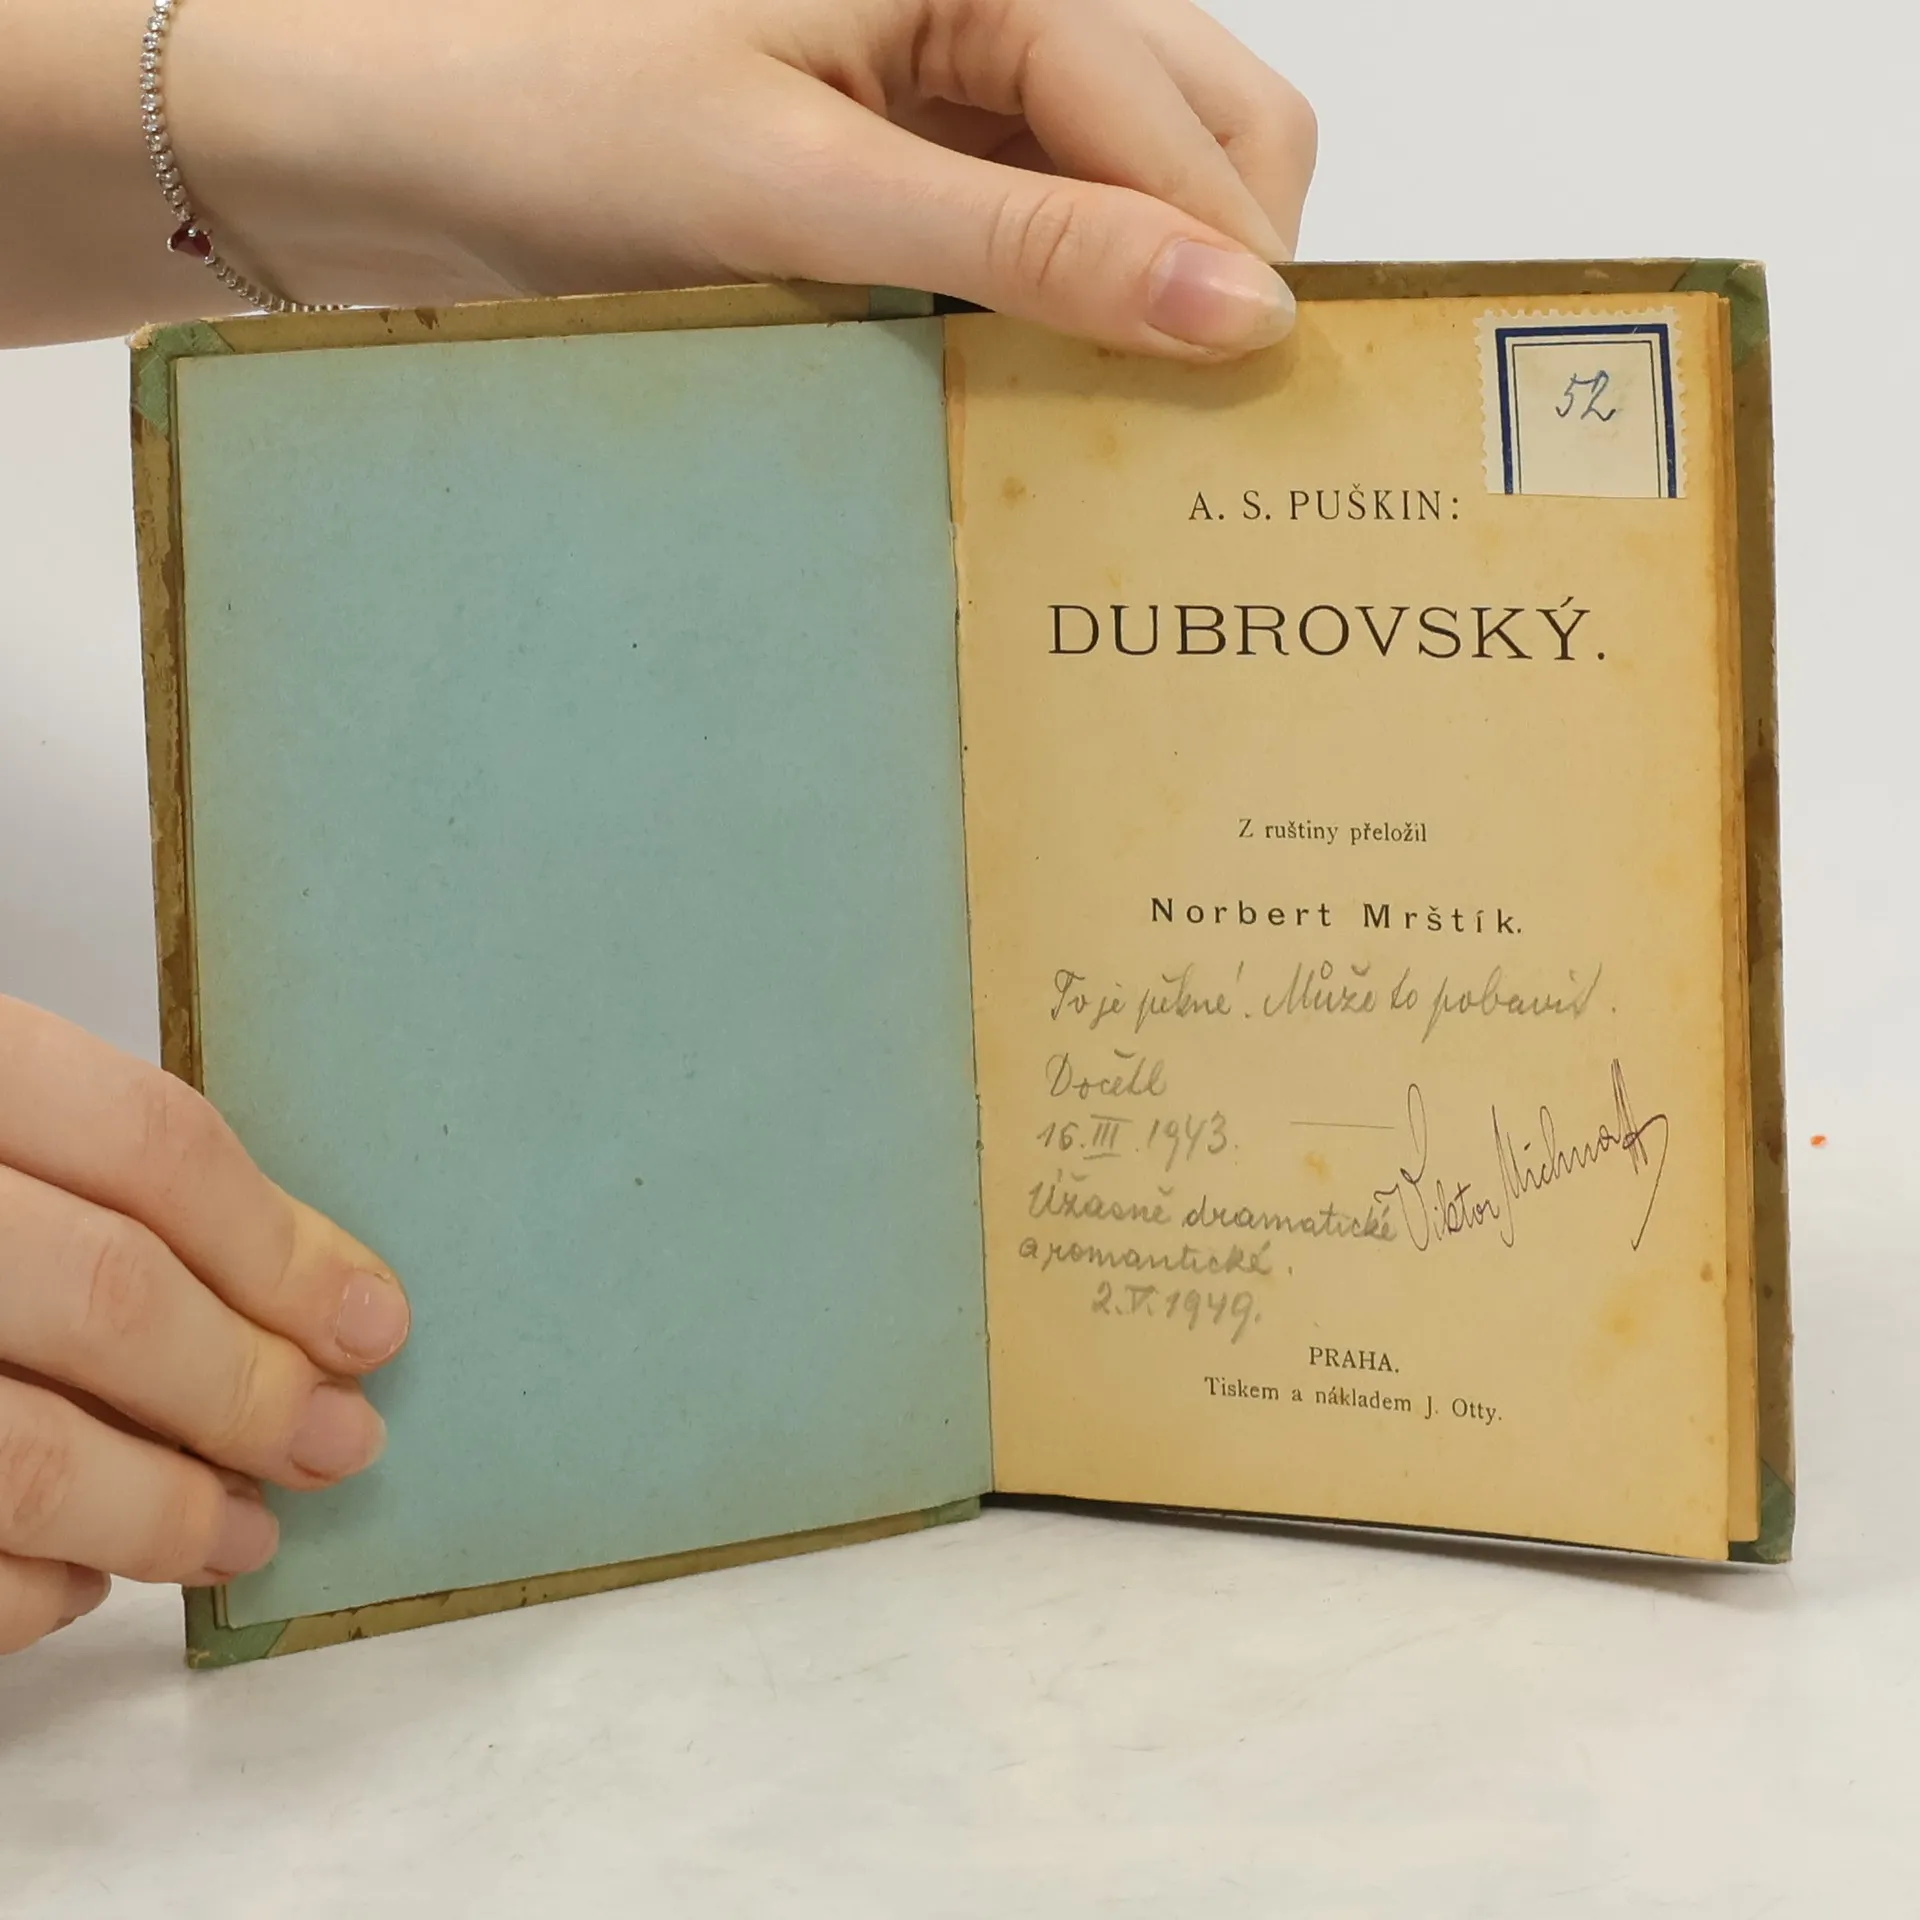 52
A. S. PUŠKIN:
DUBROVSKÝ.
Z ruštiny přeložil
Norbert Mrštík.
To je pěkné! Může to pobavit.
Dočetl
16.III.1943.
Viktor
Úžasně dramatické
a romantické.
2.V.1949.
PRAHA.
Tiskem a nákladem J. Otty.